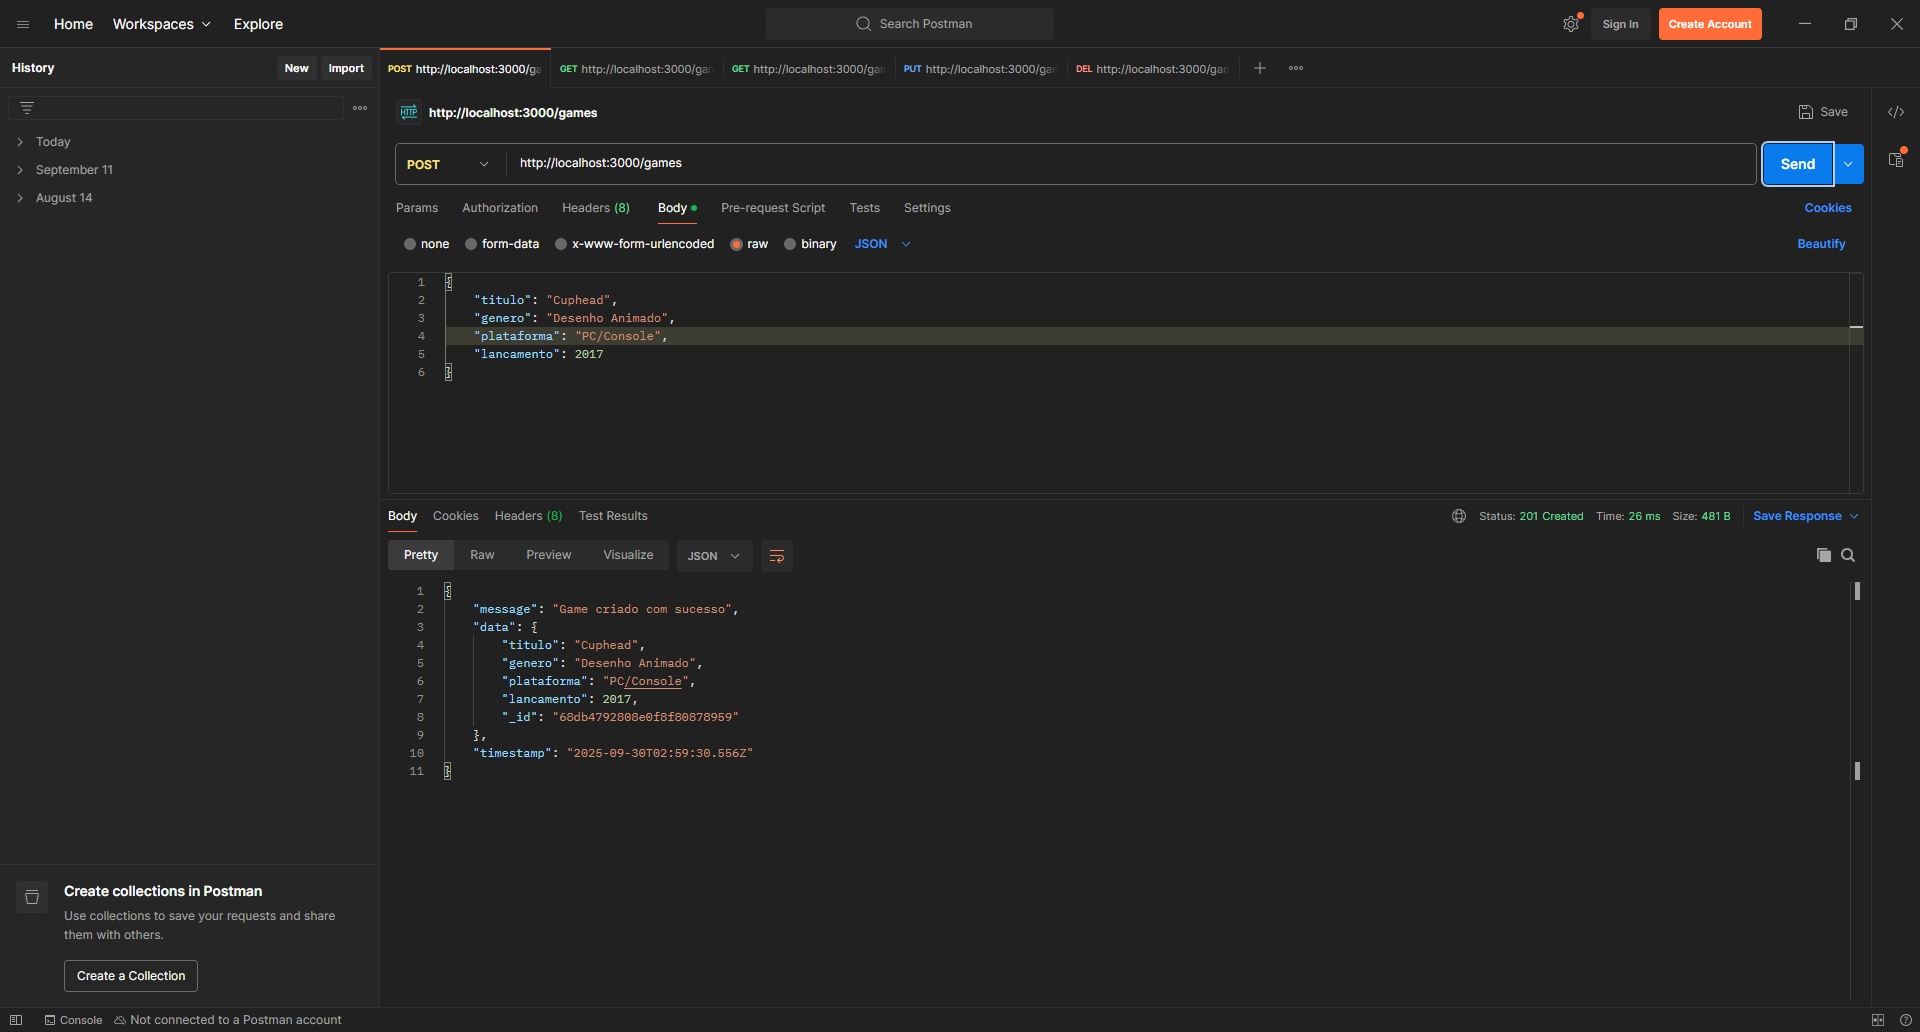 Home Workspaces Explore Search Postman Sign In Create Account
History New Import
POST http://localhost:3000/ga GET http://localhost:3000/gam GET http://localhost:3000/gam PUT http://localhost:3000/gam DEL http://localhost:3000/gam
Today
September 11
August 14
HTTP http://localhost:3000/games Save
POST http://localhost:3000/games Send
Params Authorization Headers (8) Body Pre-request Script Tests Settings Cookies
none form-data x-www-form-urlencoded raw binary JSON Beautify
1 {
2 "titulo": "Cuphead",
3 "genero": "Desenho Animado",
4 "plataforma": "PC/Console",
5 "lancamento": 2017
6 }
Body Cookies Headers (8) Test Results Status: 201 Created Time: 26 ms Size: 481 B Save Response
Pretty Raw Preview Visualize JSON
1 {
2 "message": "Game criado com sucesso",
3 "data": {
4 "titulo": "Cuphead",
5 "genero": "Desenho Animado",
6 "plataforma": "PC/Console",
7 "lancamento": 2017,
8 "_id": "68db4792808e0f8f80878959"
9 },
10 "timestamp": "2025-09-30T02:59:30.556Z"
11 }
Create collections in Postman
Use collections to save your requests and share
them with others.
Create a Collection
Console Not connected to a Postman account